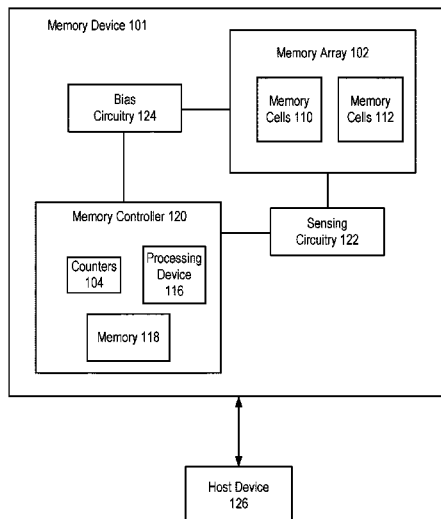 Memory Device 101
Memory Array 102
Memory
Cells 110
Memory
Cells 112
Bias
Circuitry 124
Memory Controller 120
Counters
104
Processing
Device
116
Memory 118
Sensing
Circuitry
122
Host Device
126